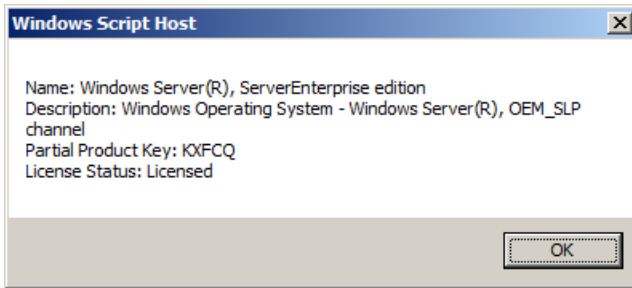 Windows Script Host
Name: Windows Server(R), ServerEnterprise edition
Description: Windows Operating System - Windows Server(R), OEM_SLP
channel
Partial Product Key: KXFCQ
License Status: Licensed
OK